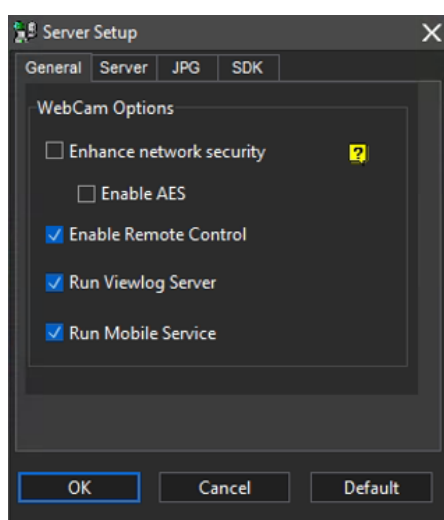 Server Setup
General Server JPG SDK
WebCam Options
Enhance network security ?
Enable AES
Enable Remote Control
Run Viewlog Server
Run Mobile Service
OK Cancel Default